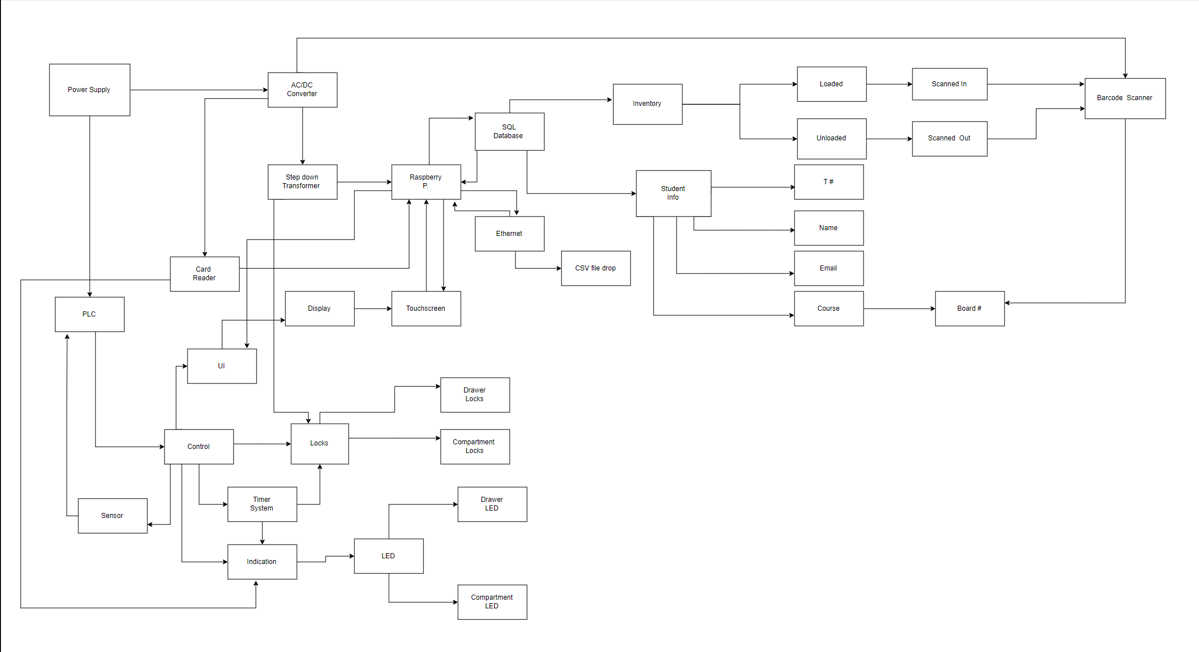 Power Supply
AC/DC
Converter
Loaded
Scanned In
Barcode Scanner
Inventory
SQL
Database
Unloaded
Scanned Out
Step down
Transformer
Raspberry
P.
Student
Info
T #
Name
Ethernet
Card
Reader
CSV file drop
Email
PLC
Display
Touchscreen
Course
Board #
UI
Drawer
Locks
Control
Locks
Compartment
Locks
Timer
System
Drawer
LED
Sensor
Indication
LED
Compartment
LED